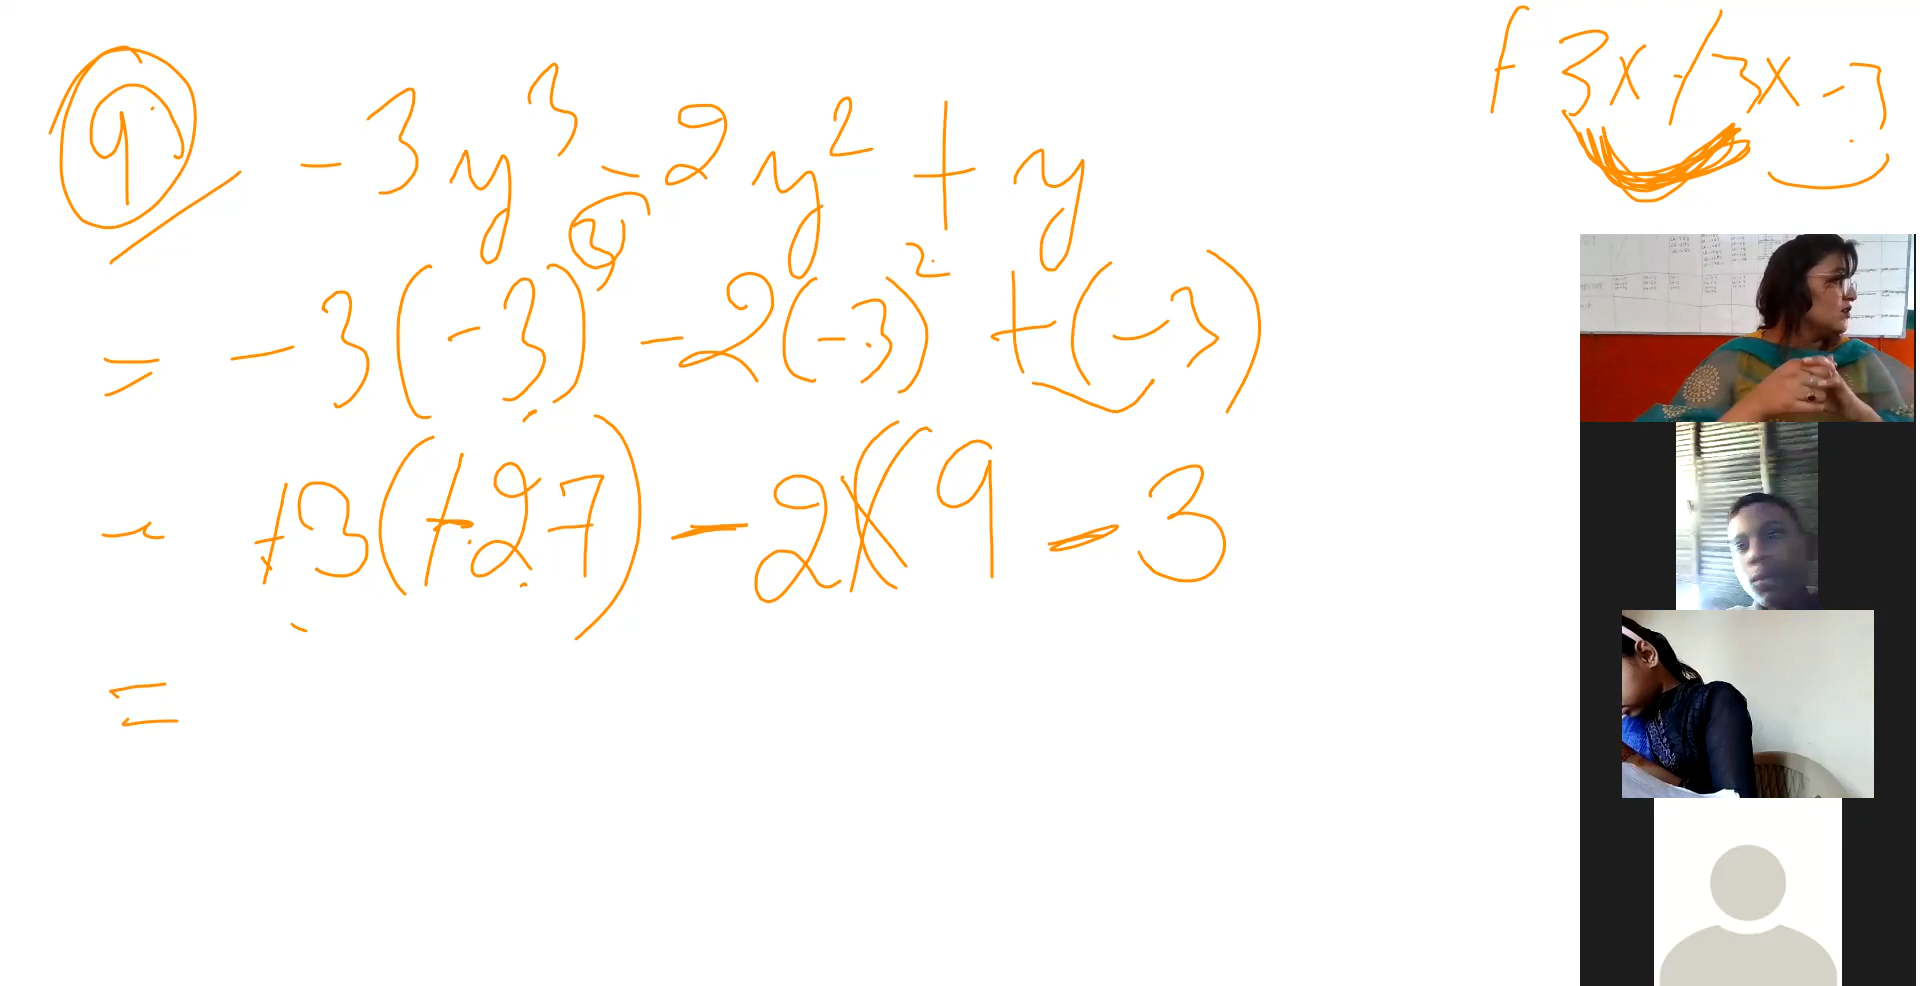 9 -3y³ - 2y² + y
f 3x - / 3x - 3
= -3(-3)³ - 2(-3)² + (-3)
= +3(+27) - 2×(9 - 3
=